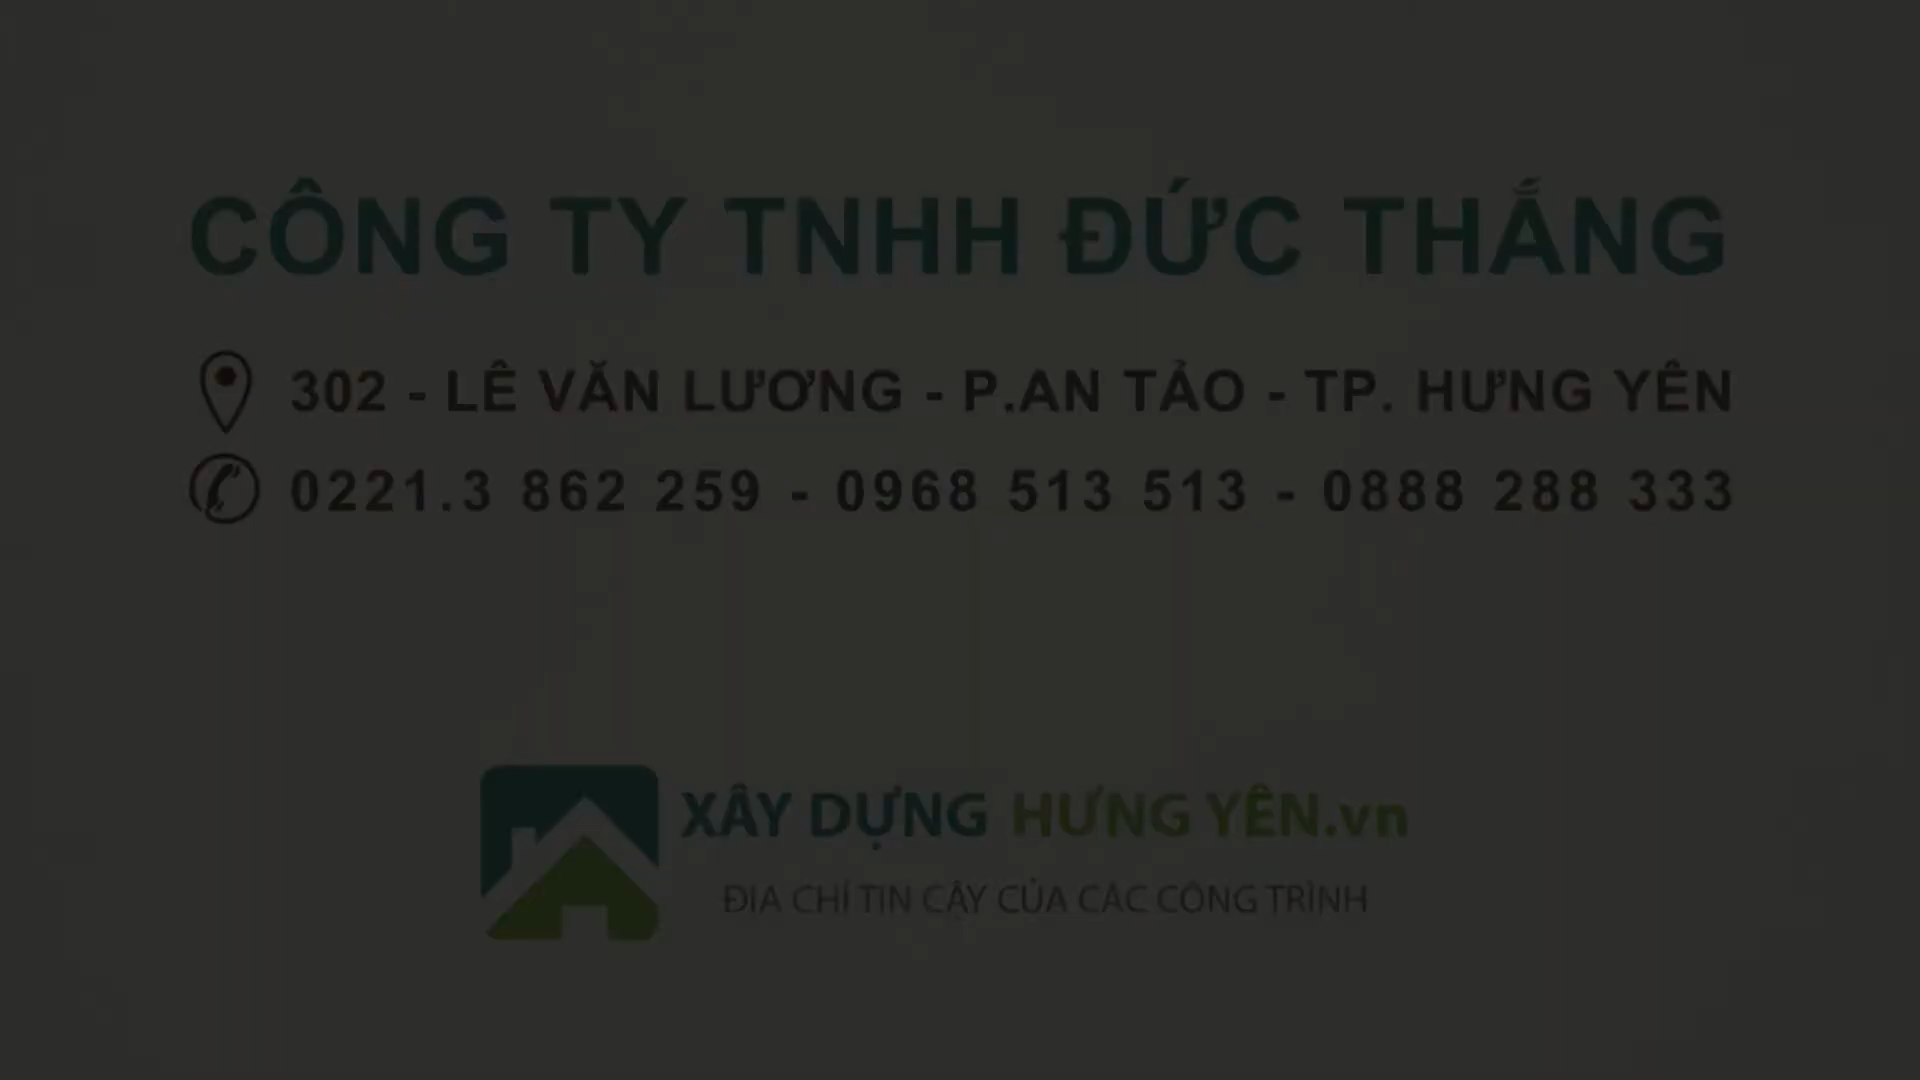 CÔNG TY TNHH ĐỨC THẮNG
302 - LÊ VĂN LƯƠNG - P.AN TẢO - TP. HƯNG YÊN
0221.3 862 259 - 0968 513 513 - 0888 288 333
XÂY DỰNG HƯNG YÊN.vn
ĐỊA CHỈ TIN CẬY CỦA CÁC CÔNG TRÌNH